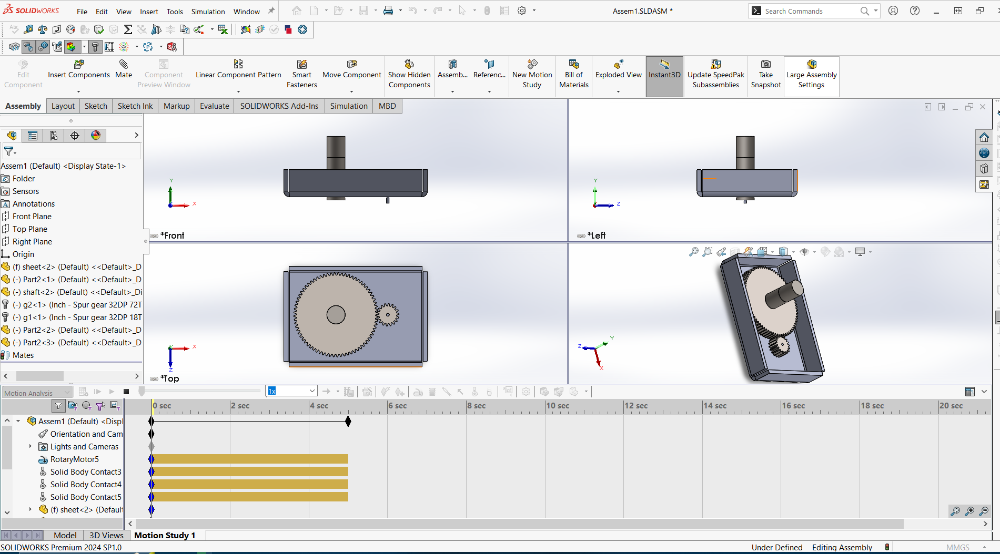 SOLIDWORKS File Edit View Insert Tools Simulation Window Assem1.SLDASM * Search Commands
Abc
Edit Component
Insert Components
Mate
Component Preview Window
Linear Component Pattern
Smart Fasteners
Move Component
Show Hidden Components
Assemb...
Referenc...
New Motion Study
Bill of Materials
Exploded View
Instant3D
Update SpeedPak Subassemblies
Take Snapshot
Large Assembly Settings
Assembly Layout Sketch Sketch Ink Markup Evaluate SOLIDWORKS Add-Ins Simulation MBD
Assem1 (Default) <Display State-1>
Folder
Sensors
Annotations
Front Plane
Top Plane
Right Plane
Origin
(f) sheet<2> (Default) <<Default>_D
(-) Part2<1> (Default) <<Default>_D
(-) shaft<2> (Default) <<Default>_Di
(-) g2<1> (Inch - Spur gear 32DP 72T
(-) g1<1> (Inch - Spur gear 32DP 18T
(-) Part2<2> (Default) <<Default>_D
(-) Part2<3> (Default) <<Default>_D
Mates
Y
X
*Front
Y
Z
*Left
Y
X
Z
*Top
Z
Y
X
Motion Analysis
1x
0 sec 2 sec 4 sec 6 sec 8 sec 10 sec 12 sec 14 sec 16 sec 18 sec 20 sec
Assem1 (Default) <Displ
Orientation and Cam
Lights and Cameras
RotaryMotor5
Solid Body Contact3
Solid Body Contact4
Solid Body Contact5
(f) sheet<2> (Default
Model 3D Views Motion Study 1
SOLIDWORKS Premium 2024 SP1.0 Under Defined Editing Assembly MMGS